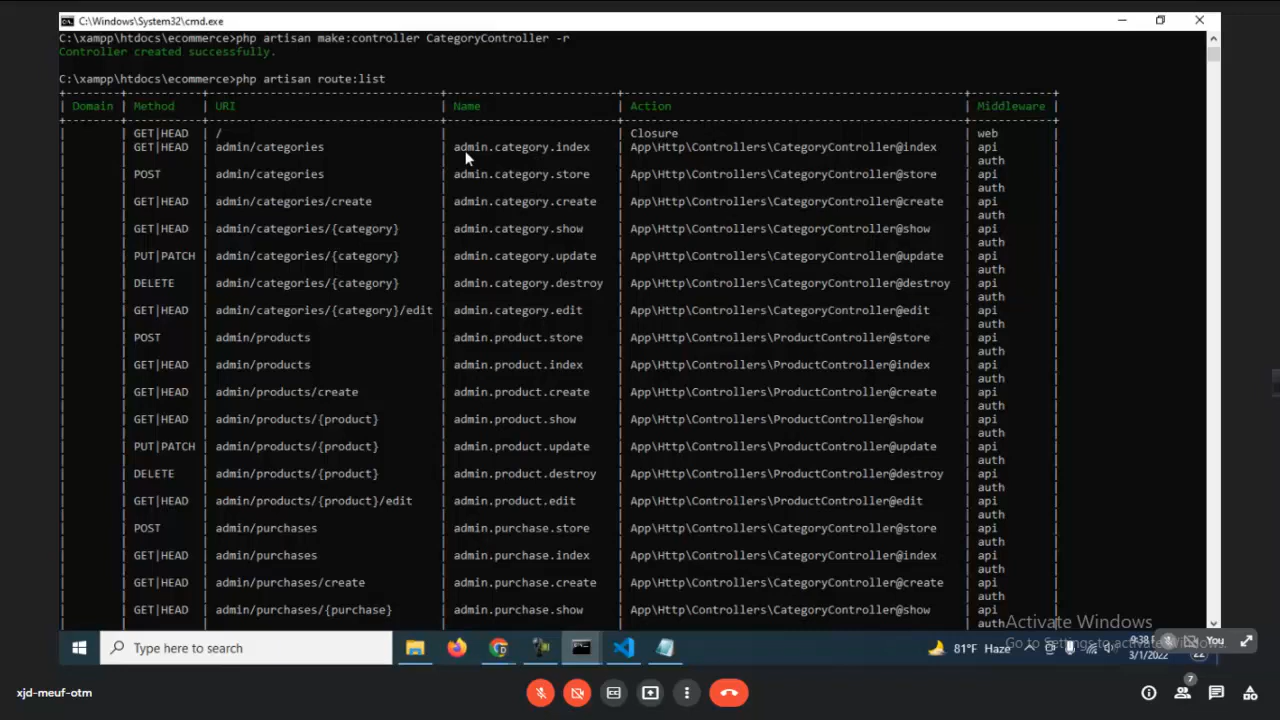 C:\Windows\System32\cmd.exe
C:\xampp\htdocs\ecommerce>php artisan make:controller CategoryController -r
Controller created successfully.
C:\xampp\htdocs\ecommerce>php artisan route:list
| Domain | Method | URI | Name | Action | Middleware |
| | GET|HEAD | / | | Closure | web
| | GET|HEAD | admin/categories | admin.category.index | App\Http\Controllers\CategoryController@index | api
| | | | | | auth
| | POST | admin/categories | admin.category.store | App\Http\Controllers\CategoryController@store | api
| | | | | | auth
| | GET|HEAD | admin/categories/create | admin.category.create | App\Http\Controllers\CategoryController@create | api
| | | | | | auth
| | GET|HEAD | admin/categories/{category} | admin.category.show | App\Http\Controllers\CategoryController@show | api
| | | | | | auth
| | PUT|PATCH | admin/categories/{category} | admin.category.update | App\Http\Controllers\CategoryController@update | api
| | | | | | auth
| | DELETE | admin/categories/{category} | admin.category.destroy | App\Http\Controllers\CategoryController@destroy | api
| | | | | | auth
| | GET|HEAD | admin/categories/{category}/edit | admin.category.edit | App\Http\Controllers\CategoryController@edit | api
| | | | | | auth
| | POST | admin/products | admin.product.store | App\Http\Controllers\ProductController@store | api
| | | | | | auth
| | GET|HEAD | admin/products | admin.product.index | App\Http\Controllers\ProductController@index | api
| | | | | | auth
| | GET|HEAD | admin/products/create | admin.product.create | App\Http\Controllers\ProductController@create | api
| | | | | | auth
| | GET|HEAD | admin/products/{product} | admin.product.show | App\Http\Controllers\ProductController@show | api
| | | | | | auth
| | PUT|PATCH | admin/products/{product} | admin.product.update | App\Http\Controllers\ProductController@update | api
| | | | | | auth
| | DELETE | admin/products/{product} | admin.product.destroy | App\Http\Controllers\ProductController@destroy | api
| | | | | | auth
| | GET|HEAD | admin/products/{product}/edit | admin.product.edit | App\Http\Controllers\ProductController@edit | api
| | | | | | auth
| | POST | admin/purchases | admin.purchase.store | App\Http\Controllers\CategoryController@store | api
| | | | | | auth
| | GET|HEAD | admin/purchases | admin.purchase.index | App\Http\Controllers\CategoryController@index | api
| | | | | | auth
| | GET|HEAD | admin/purchases/create | admin.purchase.create | App\Http\Controllers\CategoryController@create | api
| | | | | | auth
| | GET|HEAD | admin/purchases/{purchase} | admin.purchase.show | App\Http\Controllers\CategoryController@show | api
| | | | | | auth
Activate Windows
Go to Settings to activate Windows.
Type here to search
81°F Haze
9:38
3/1/2022
22
You
xjd-meuf-otm
7